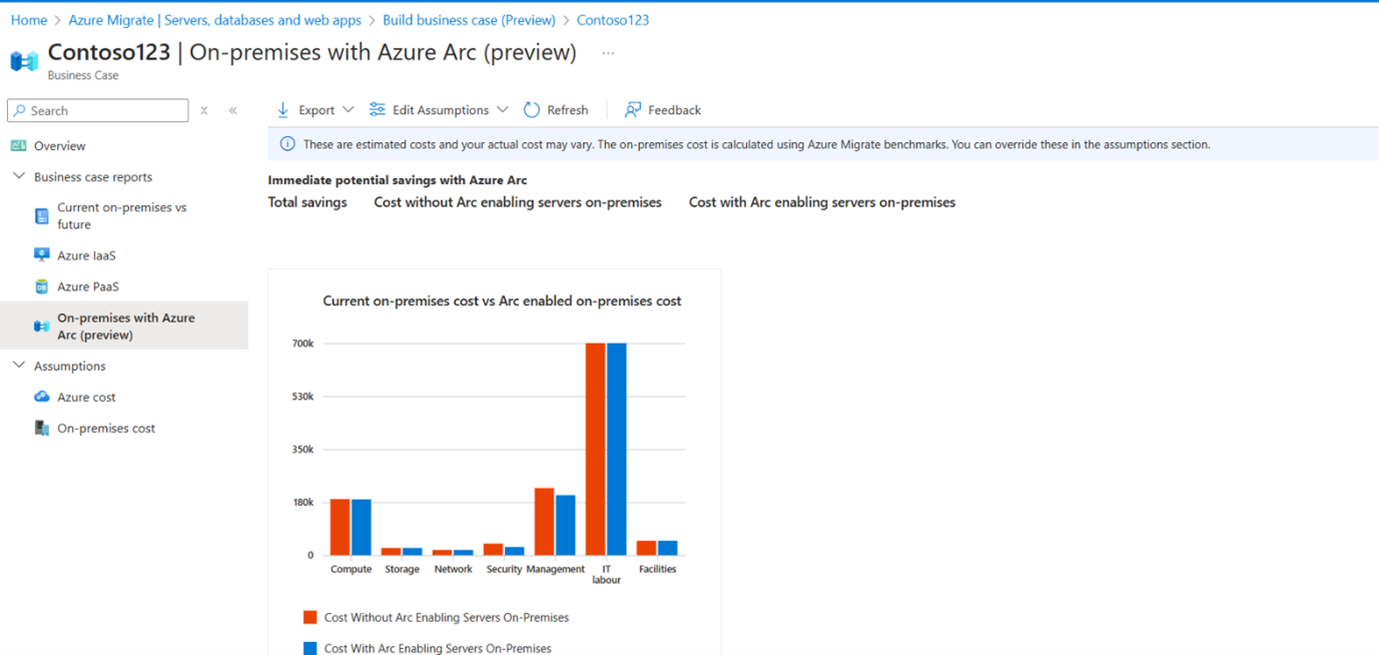 Home > Azure Migrate | Servers, databases and web apps > Build business case (Preview) > Contoso123
Contoso123 | On-premises with Azure Arc (preview) ...
Business Case
Search
Export
Edit Assumptions
Refresh
Feedback
Overview
Business case reports
Current on-premises vs
future
Azure IaaS
Azure PaaS
On-premises with Azure
Arc (preview)
Assumptions
Azure cost
On-premises cost
These are estimated costs and your actual cost may vary. The on-premises cost is calculated using Azure Migrate benchmarks. You can override these in the assumptions section.
Immediate potential savings with Azure Arc
Total savings
Cost without Arc enabling servers on-premises
Cost with Arc enabling servers on-premises
Current on-premises cost vs Arc enabled on-premises cost
700k
530k
350k
180k
0
Compute
Storage
Network
Security
Management
IT
labour
Facilities
Cost Without Arc Enabling Servers On-Premises
Cost With Arc Enabling Servers On-Premises